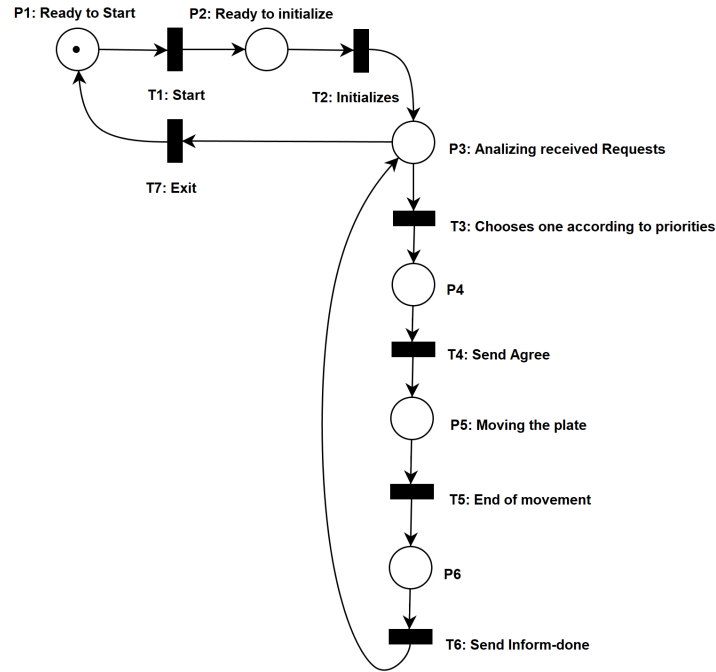 P1: Ready to Start
P2: Ready to initialize
T1: Start
T2: Initializes
P3: Analizing received Requests
T7: Exit
T3: Chooses one according to priorities
P4
T4: Send Agree
P5: Moving the plate
T5: End of movement
P6
T6: Send Inform-done